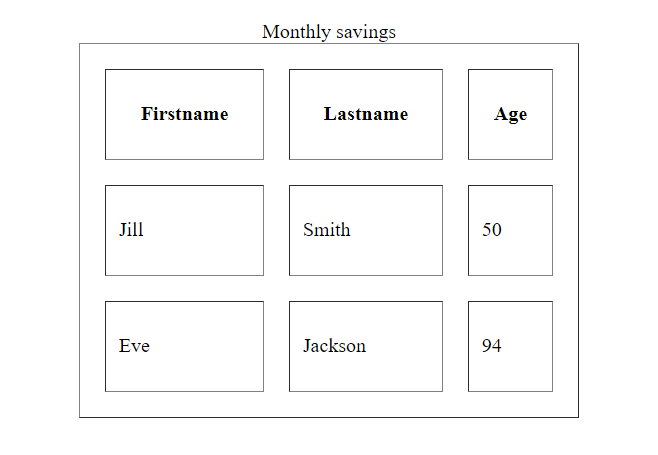 Monthly savings
Firstname Lastname Age
Jill Smith 50
Eve Jackson 94